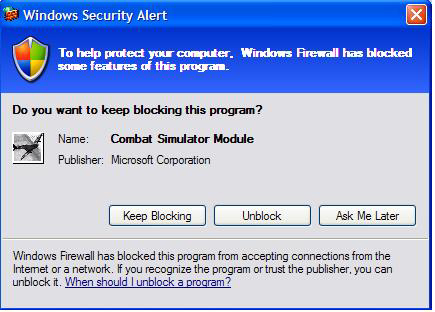 Windows Security Alert
To help protect your computer, Windows Firewall has blocked
some features of this program.
Do you want to keep blocking this program?
Name: Combat Simulator Module
Publisher: Microsoft Corporation
Keep Blocking Unblock Ask Me Later
Windows Firewall has blocked this program from accepting connections from the
Internet or a network. If you recognize the program or trust the publisher, you can
unblock it. When should I unblock a program?